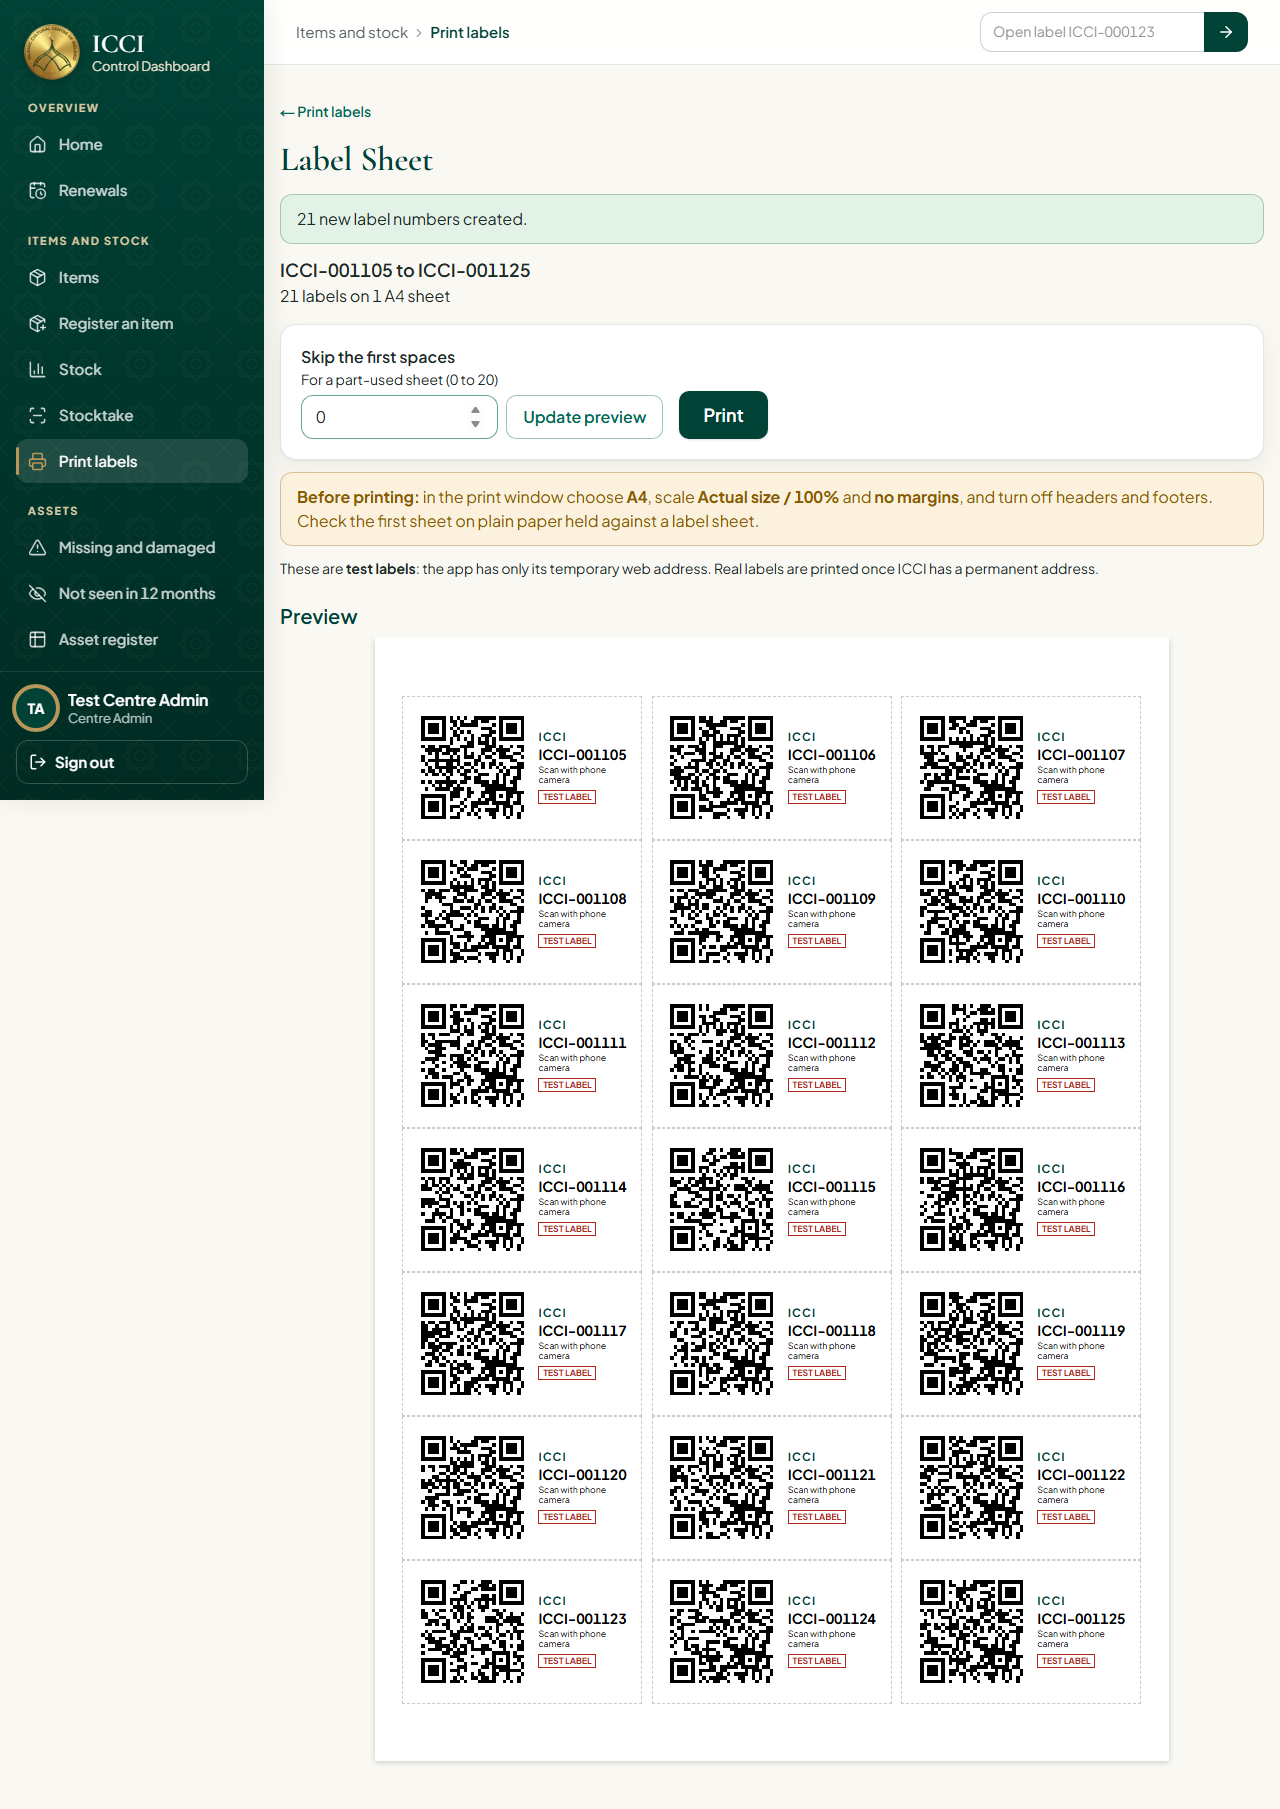 ICCI
Control Dashboard
OVERVIEW
Home
Renewals
ITEMS AND STOCK
Items
Register an item
Stock
Stocktake
Print labels
ASSETS
Missing and damaged
Not seen in 12 months
Asset register
TA
Test Centre Admin
Centre Admin
Sign out
Items and stock › Print labels
Open label ICCI-000123
← Print labels
Label Sheet
21 new label numbers created.
ICCI-001105 to ICCI-001125
21 labels on 1 A4 sheet
Skip the first spaces
For a part-used sheet (0 to 20)
0
Update preview
Print
Before printing: in the print window choose A4, scale Actual size / 100% and no margins, and turn off headers and footers.
Check the first sheet on plain paper held against a label sheet.
These are test labels: the app has only its temporary web address. Real labels are printed once ICCI has a permanent address.
Preview
ICCI
ICCI-001105
Scan with phone
camera
TEST LABEL
ICCI
ICCI-001106
Scan with phone
camera
TEST LABEL
ICCI
ICCI-001107
Scan with phone
camera
TEST LABEL
ICCI
ICCI-001108
Scan with phone
camera
TEST LABEL
ICCI
ICCI-001109
Scan with phone
camera
TEST LABEL
ICCI
ICCI-001110
Scan with phone
camera
TEST LABEL
ICCI
ICCI-001111
Scan with phone
camera
TEST LABEL
ICCI
ICCI-001112
Scan with phone
camera
TEST LABEL
ICCI
ICCI-001113
Scan with phone
camera
TEST LABEL
ICCI
ICCI-001114
Scan with phone
camera
TEST LABEL
ICCI
ICCI-001115
Scan with phone
camera
TEST LABEL
ICCI
ICCI-001116
Scan with phone
camera
TEST LABEL
ICCI
ICCI-001117
Scan with phone
camera
TEST LABEL
ICCI
ICCI-001118
Scan with phone
camera
TEST LABEL
ICCI
ICCI-001119
Scan with phone
camera
TEST LABEL
ICCI
ICCI-001120
Scan with phone
camera
TEST LABEL
ICCI
ICCI-001121
Scan with phone
camera
TEST LABEL
ICCI
ICCI-001122
Scan with phone
camera
TEST LABEL
ICCI
ICCI-001123
Scan with phone
camera
TEST LABEL
ICCI
ICCI-001124
Scan with phone
camera
TEST LABEL
ICCI
ICCI-001125
Scan with phone
camera
TEST LABEL